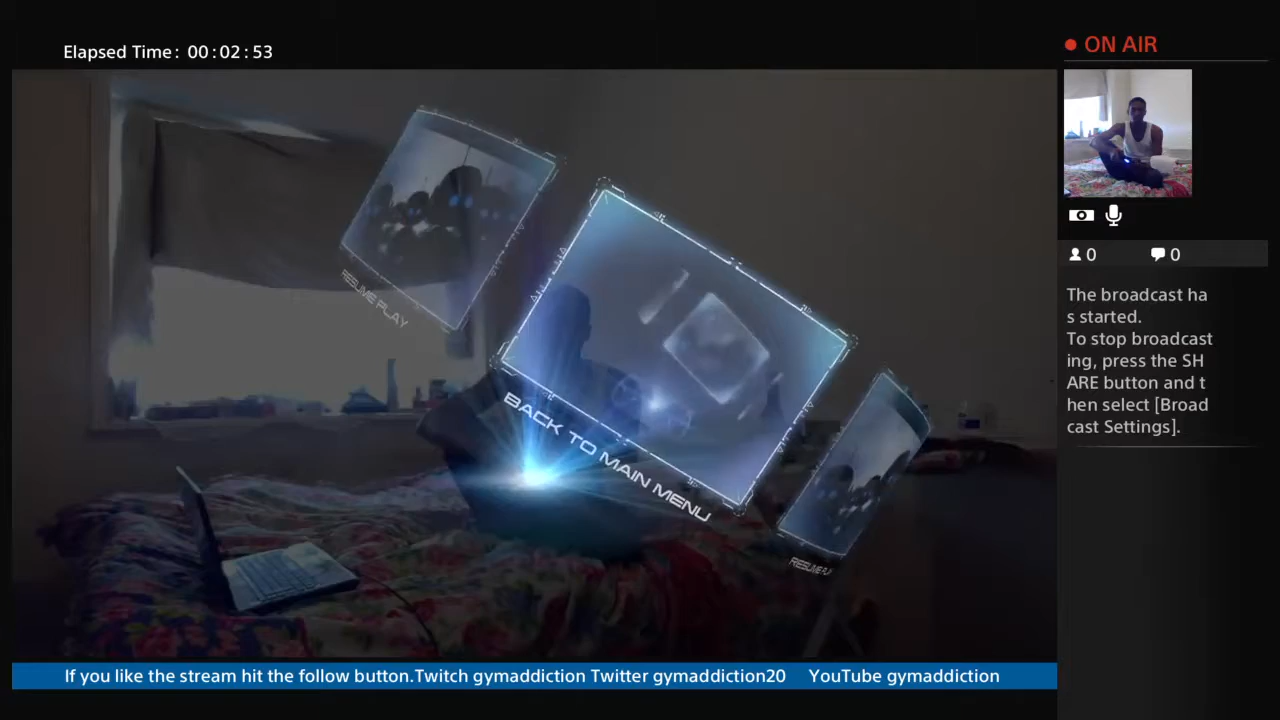 Elapsed Time: 00:02:53
ON AIR
0 0
The broadcast ha
s started.
To stop broadcast
ing, press the SH
ARE button and t
hen select [Broad
cast Settings].
RESUME PLAY
BACK TO MAIN MENU
If you like the stream hit the follow button.Twitch gymaddiction Twitter gymaddiction20 YouTube gymaddiction